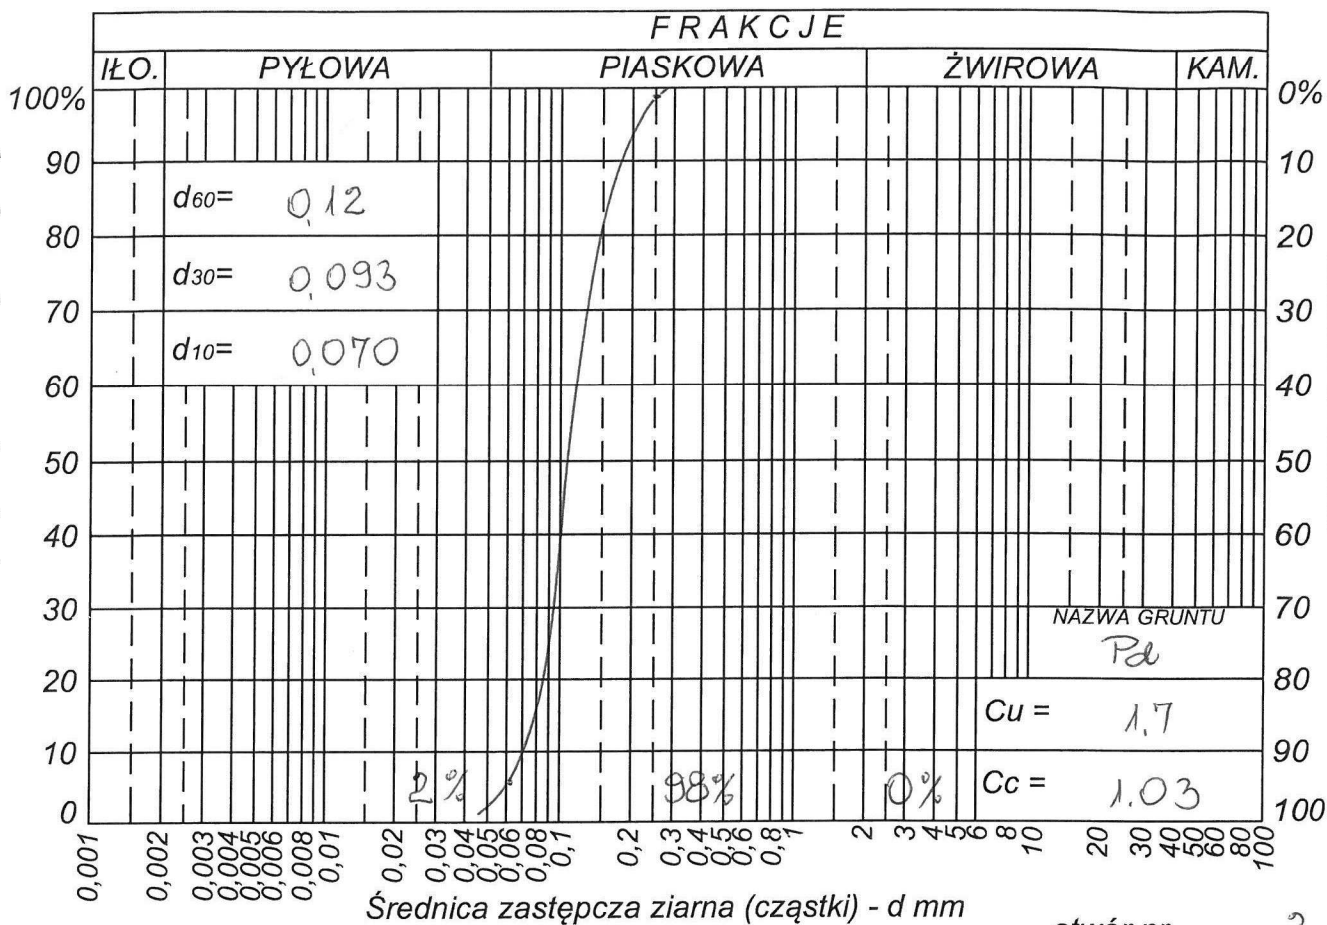 FRAKCJE
IŁO. PYŁOWA PIASKOWA ŻWIROWA KAM.
100% 0%
90 10
d60= 0,12
80 20
d30= 0,093
70 30
d10= 0,070
60 40
50 50
40 60
30 70
NAZWA GRUNTU
Pd
20 80
Cu = 1.7
10 90
2% 98% 0% Cc = 1.03
0 100
0,001 0,002 0,003 0,004 0,005 0,006 0,008 0,01 0,02 0,03 0,04 0,05 0,06 0,08 0,1 0,2 0,3 0,4 0,5 0,6 0,8 1 2 3 4 5 6 8 10 20 30 40 50 60 80 100
Średnica zastępcza ziarna (cząstki) - d mm